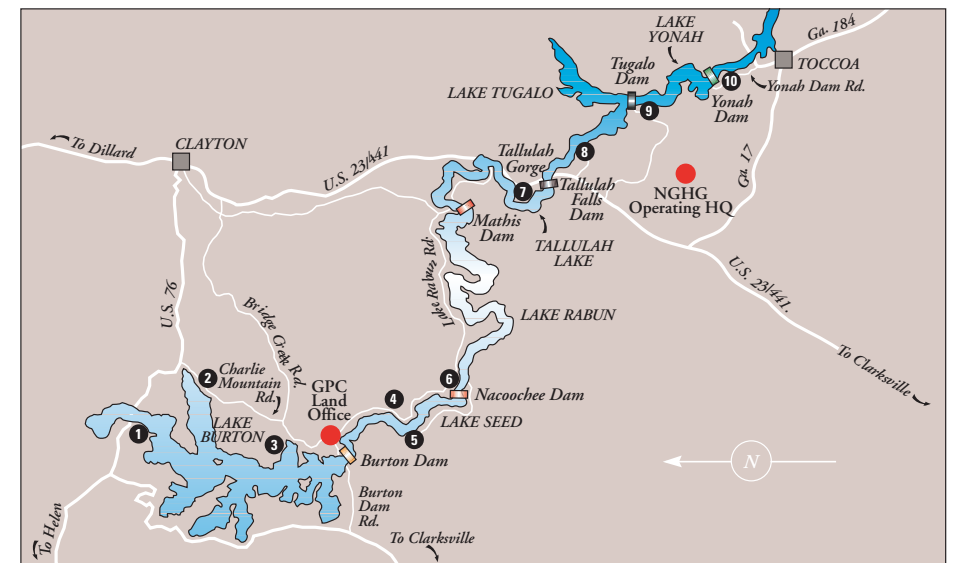 Ga. 184
LAKE
YONAH
TOCCOA
Tugalo
Dam
LAKE TUGALO
10
Yonah Dam Rd.
Yonah
Dam
9
To Dillard
CLAYTON
U.S. 23/441
Tallulah
Gorge
8
7
Tallulah
Falls
Dam
NGHG
Operating HQ
Ga. 17
Mathis
Dam
TALLULAH
LAKE
Lake Rabun Rd.
U.S. 23/441.
U.S. 76
Bridge Creek Rd.
LAKE RABUN
To Clarksville
2
Charlie
Mountain
Rd.
GPC
Land
Office
6
4
Nacoochee Dam
LAKE
BURTON
LAKE SEED
1
3
5
Burton Dam
N
Burton
Dam
Rd.
To Helen
To Clarksville